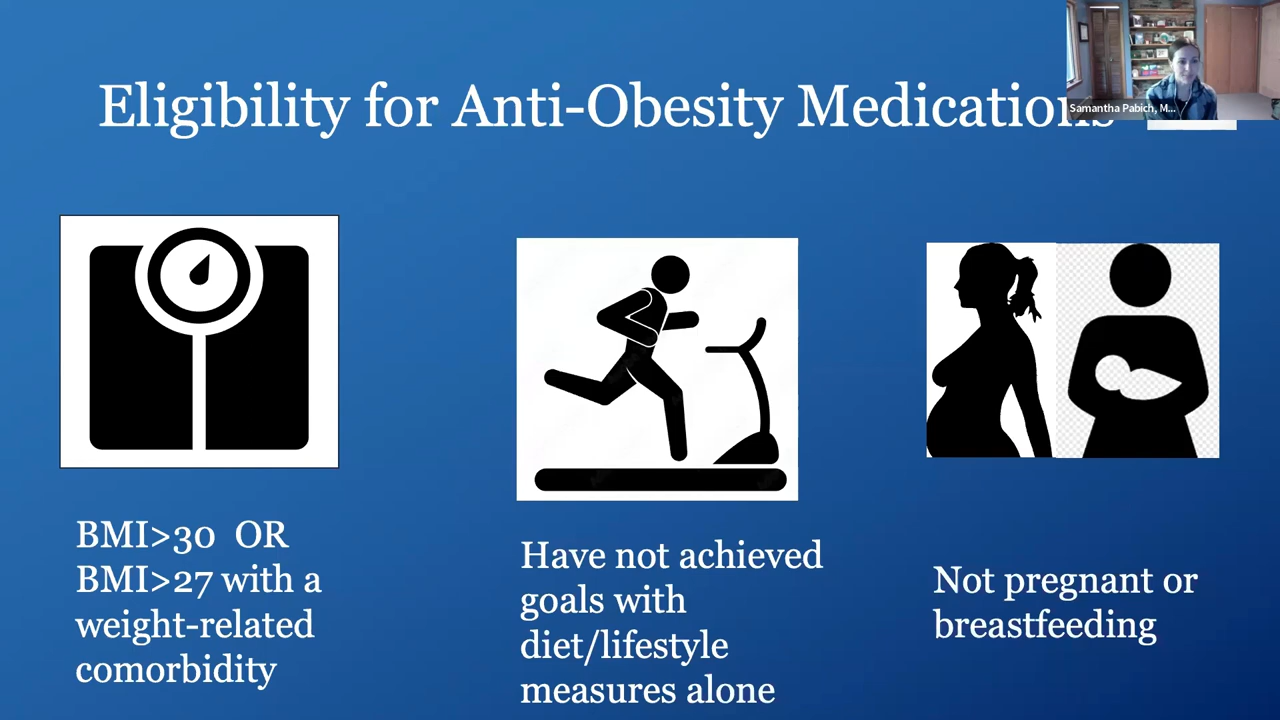 Eligibility for Anti-Obesity Medications
Samantha Pabich, M...
BMI>30 OR
BMI>27 with a
weight-related
comorbidity
Have not achieved
goals with
diet/lifestyle
measures alone
Not pregnant or
breastfeeding